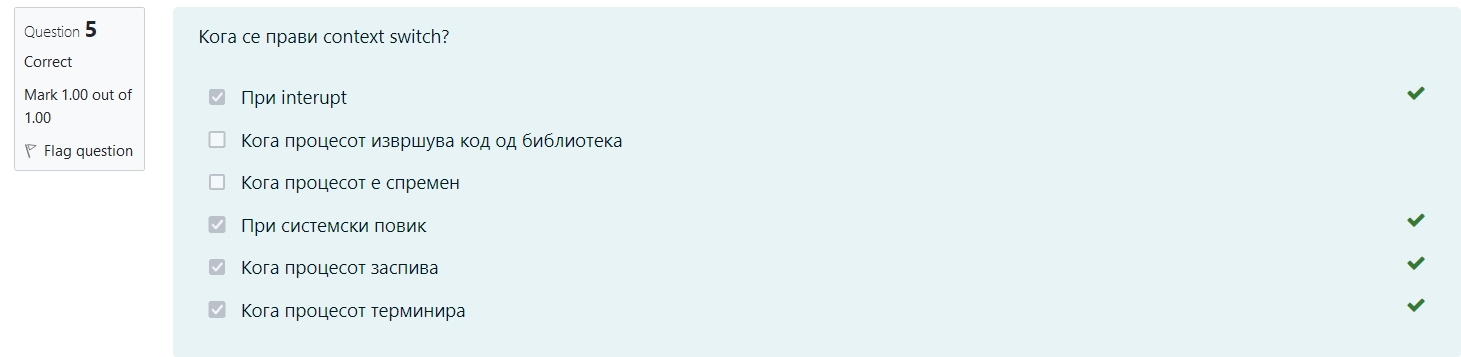 Question 5
Correct
Mark 1.00 out of
1.00
Flag question
Кога се прави context switch?
При interupt
Кога процесот извршува код од библиотека
Кога процесот е спремен
При системски повик
Кога процесот заспива
Кога процесот терминира